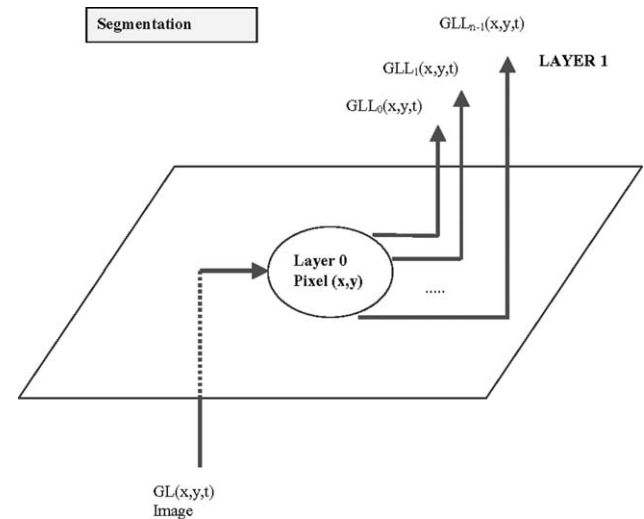 Segmentation
GLLₙ₋₁(x,y,t)
GLL₁(x,y,t)
LAYER 1
GLL₀(x,y,t)
Layer 0
Pixel (x,y)
.....
GL(x,y,t)
Image